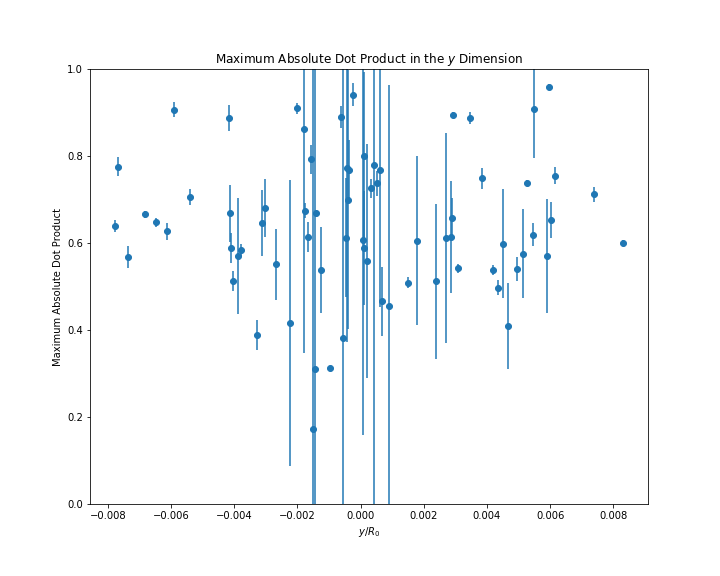 Maximum Absolute Dot Product in the y Dimension
Maximum Absolute Dot Product
1.0
0.8
0.6
0.4
0.2
0.0
−0.008 −0.006 −0.004 −0.002 0.000 0.002 0.004 0.006 0.008
y/R₀